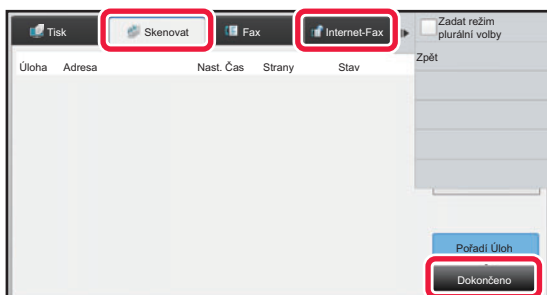 Tisk Skenovat Fax Internet-Fax
Zadat režim
plurální volby
Zpět
Úloha Adresa Nast. Čas Strany Stav
Pořadí Úloh
Dokončeno